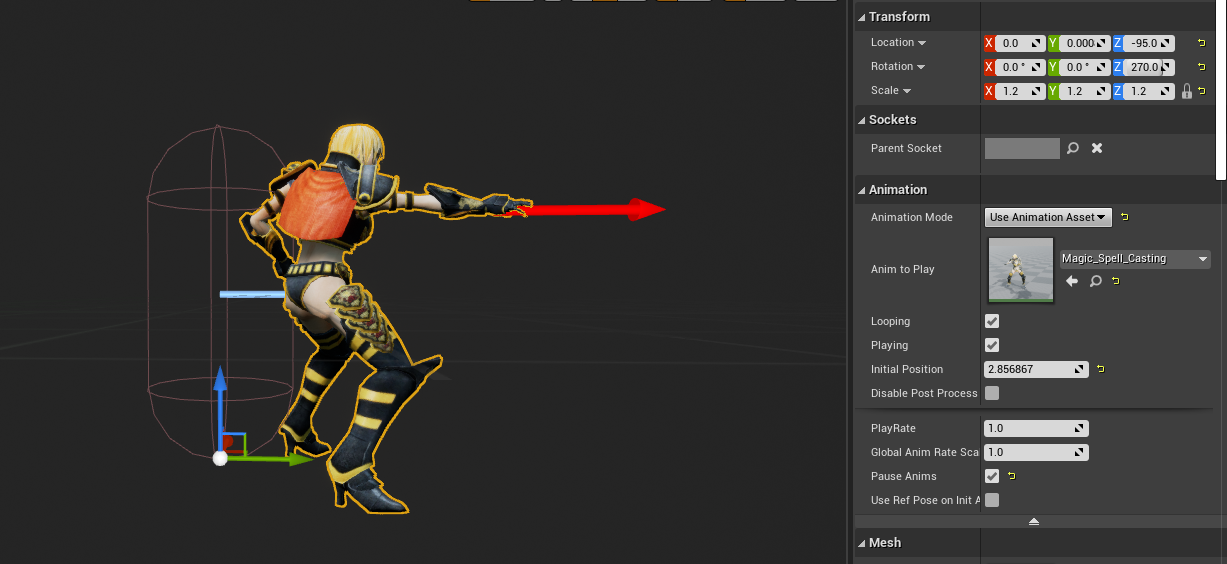 Transform
Location X 0.0 Y 0.000 Z -95.0
Rotation X 0.0 ° Y 0.0 ° Z 270.0
Scale X 1.2 Y 1.2 Z 1.2
Sockets
Parent Socket
Animation
Animation Mode Use Animation Asset
Anim to Play Magic_Spell_Casting
Looping
Playing
Initial Position 2.856867
Disable Post Process
PlayRate 1.0
Global Anim Rate Sca 1.0
Pause Anims
Use Ref Pose on Init A
Mesh